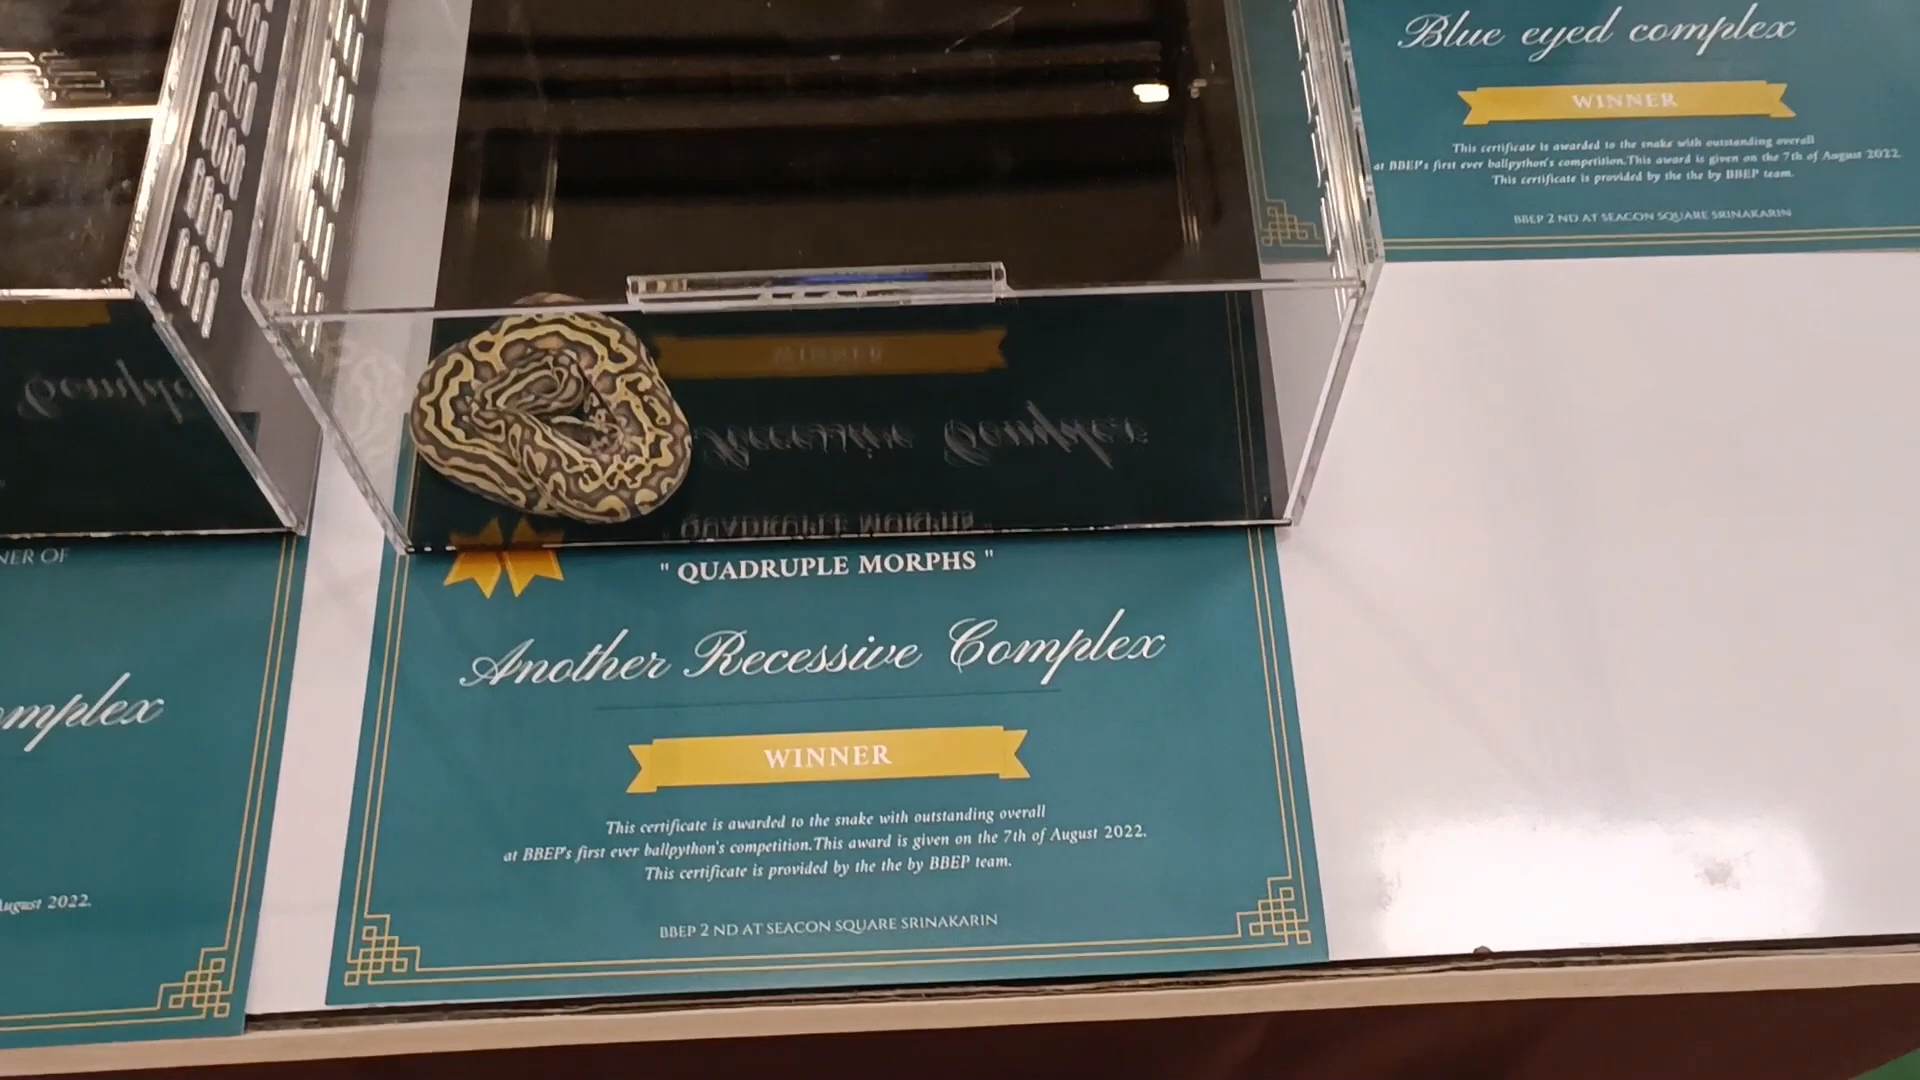 Blue eyed complex
WINNER
This certificate is awarded to the snake with outstanding overall
at BBEP's first ever ballpython's competition.This award is given on the 7th of August 2022.
This certificate is provided by the the by BBEP team.
BBEP 2 ND AT SEACON SQUARE SRINAKARIN
NER OF
mplex
August 2022.
" QUADRUPLE MORPHS "
Another Recessive Complex
WINNER
This certificate is awarded to the snake with outstanding overall
at BBEP's first ever ballpython's competition.This award is given on the 7th of August 2022.
This certificate is provided by the the by BBEP team.
BBEP 2 ND AT SEACON SQUARE SRINAKARIN